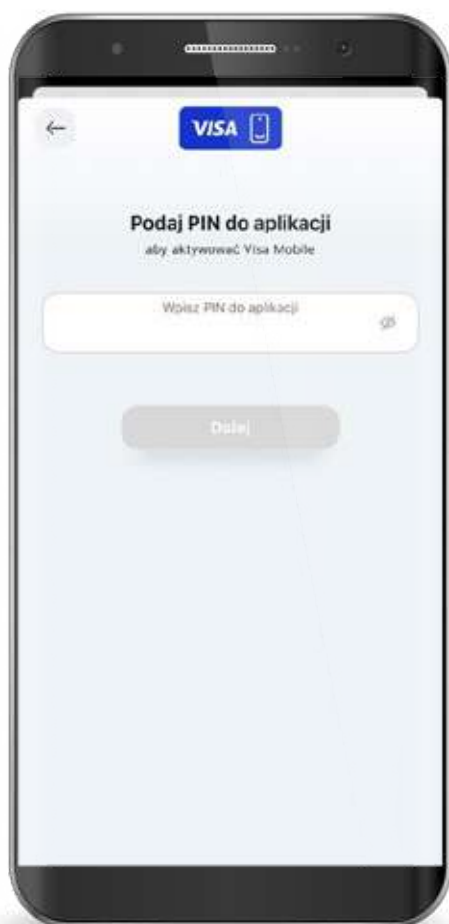 VISA
Podaj PIN do aplikacji
aby aktywować Visa Mobile
Wpisz PIN do aplikacji
Dalej